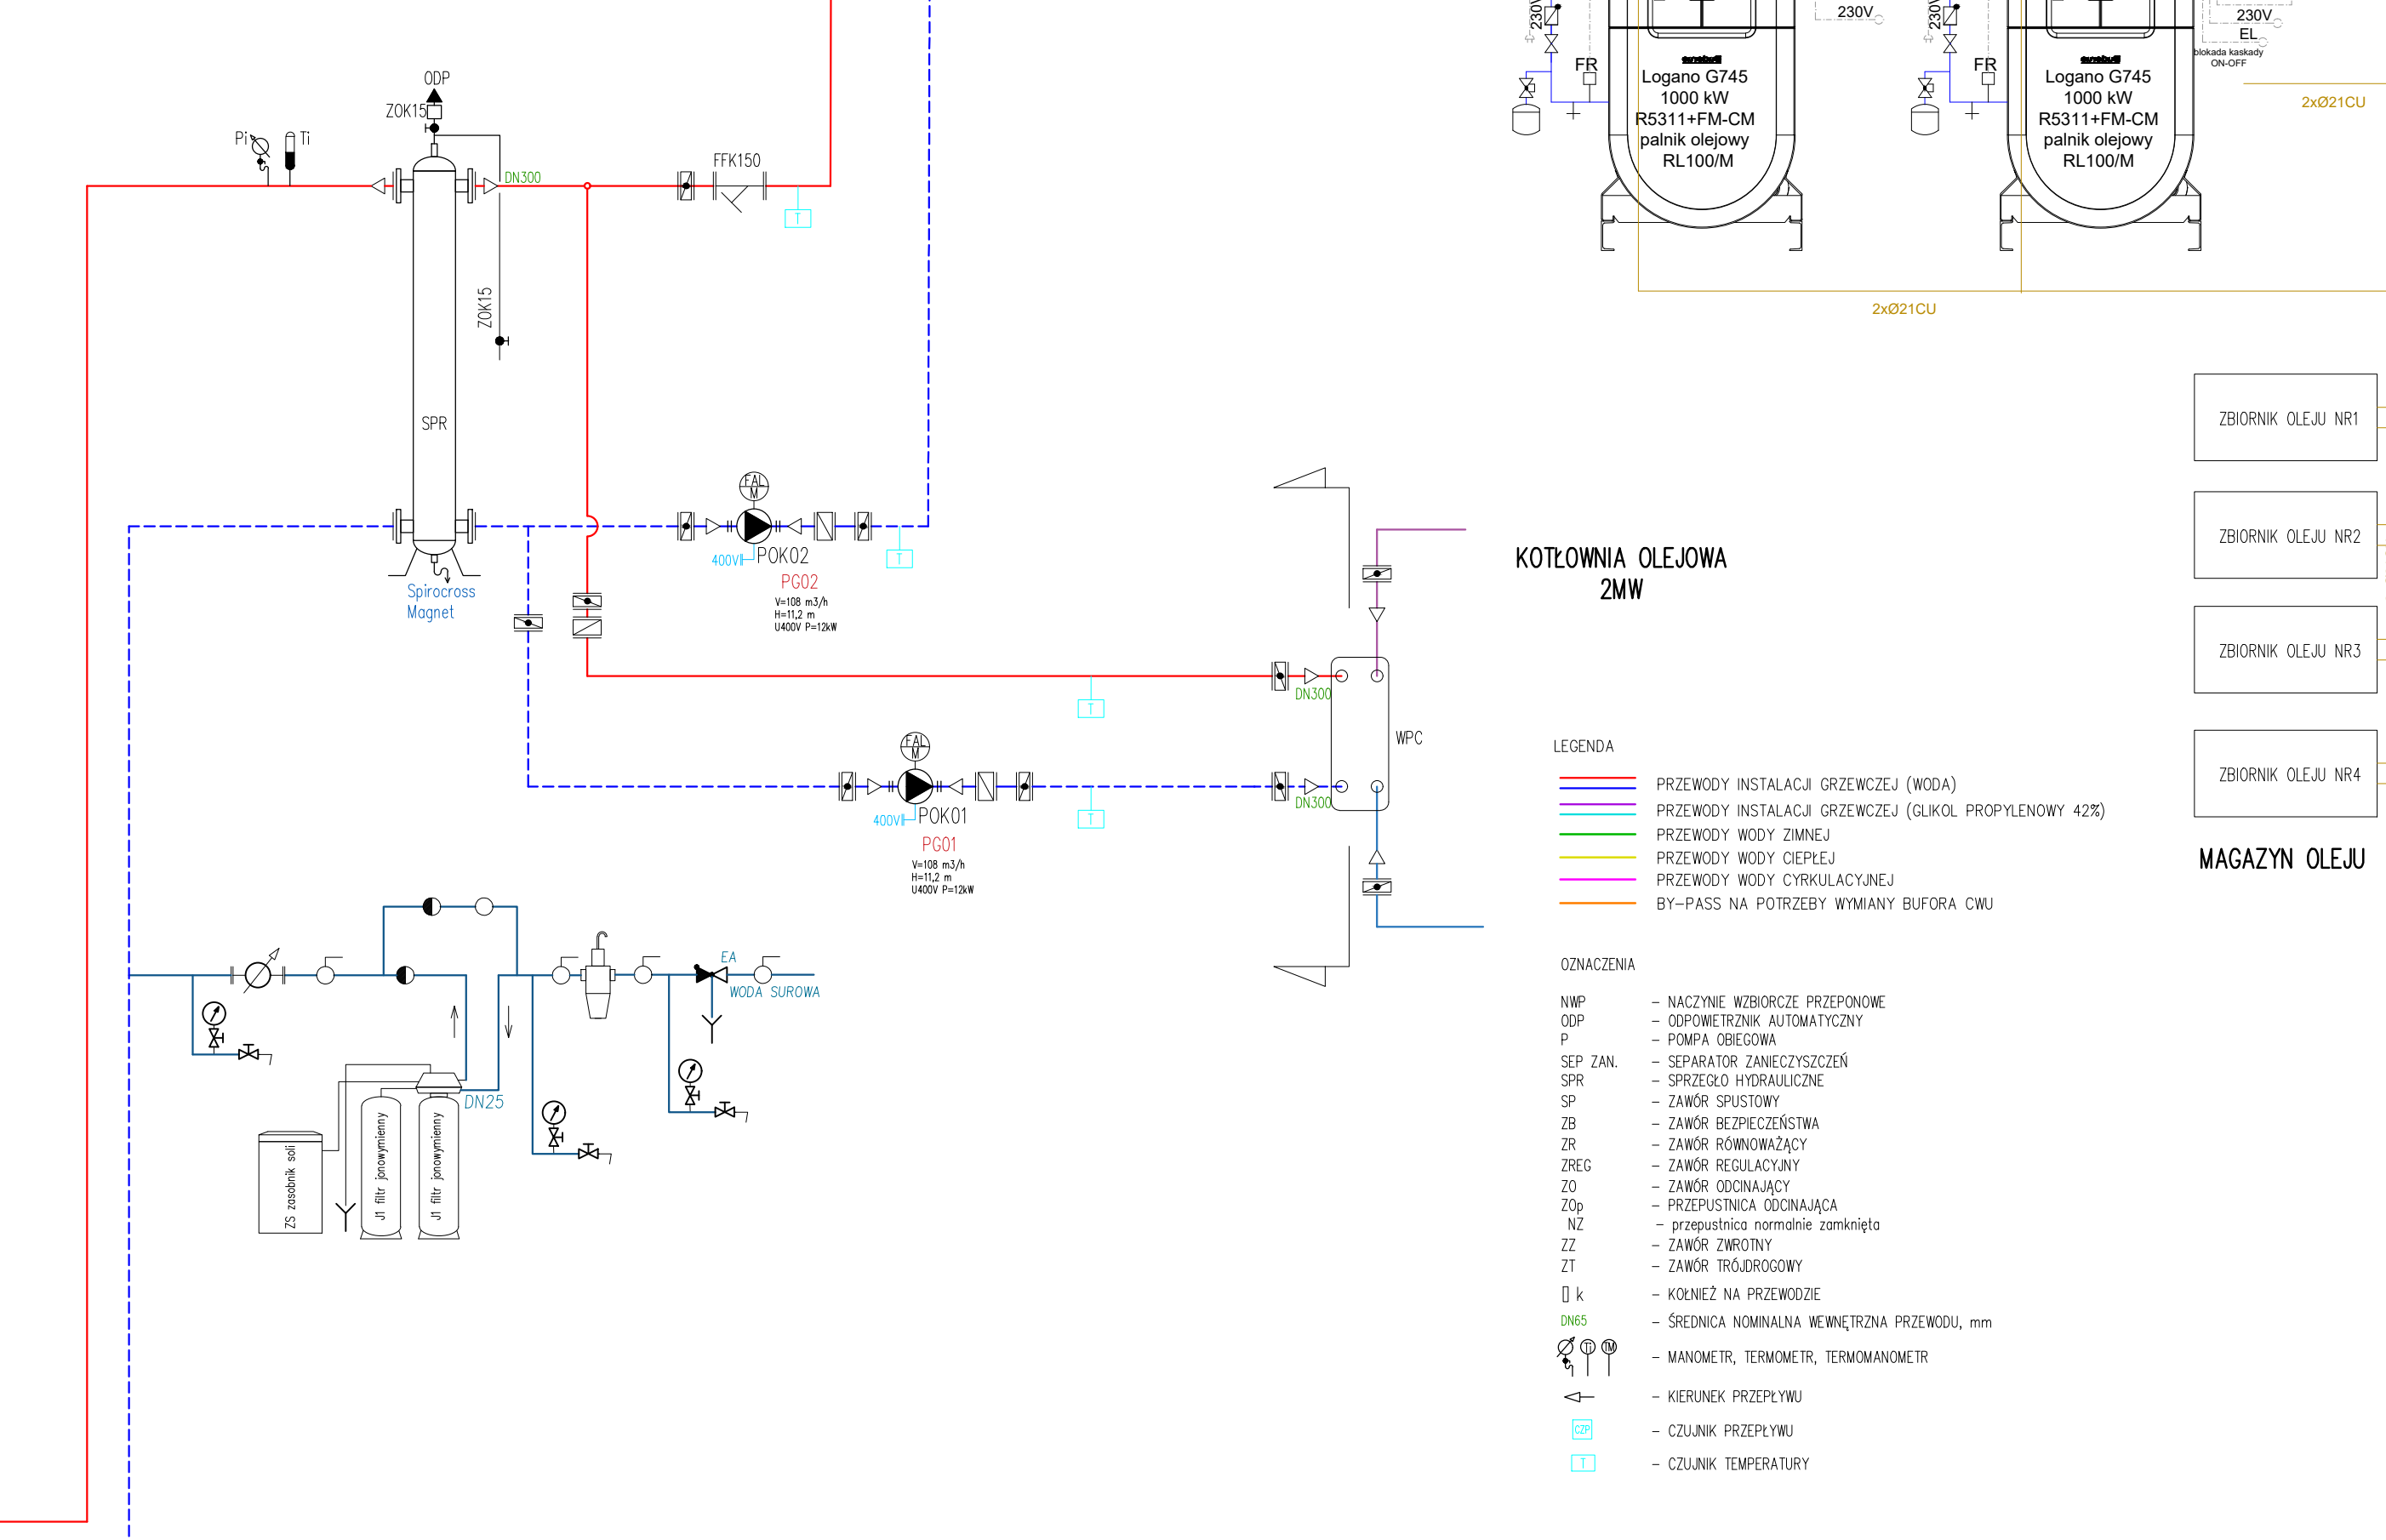 ODP
ZOK15
Pi
Ti
DN300
FFK150
T
ZOK15
SPR
Spirocross
Magnet
FAL
M
400V
POK02
PG02
V=108 m3/h
H=11,2 m
U400V P=12kW
T
T
DN300
WPC
FAL
M
400V
POK01
PG01
V=108 m3/h
H=11,2 m
U400V P=12kW
T
DN300
EA
WODA SUROWA
DN25
ZS zasobnik soli
J1 filtr jonowymienny
J1 filtr jonowymienny
230V
FR
Logano G745
1000 kW
R5311+FM-CM
palnik olejowy
RL100/M
230V
230V
FR
Logano G745
1000 kW
R5311+FM-CM
palnik olejowy
RL100/M
230V
EL
blokada kaskady
ON-OFF
2xØ21CU
2xØ21CU
ZBIORNIK OLEJU NR1
ZBIORNIK OLEJU NR2
ZBIORNIK OLEJU NR3
ZBIORNIK OLEJU NR4
MAGAZYN OLEJU
KOTŁOWNIA OLEJOWA
2MW
LEGENDA
PRZEWODY INSTALACJI GRZEWCZEJ (WODA)
PRZEWODY INSTALACJI GRZEWCZEJ (GLIKOL PROPYLENOWY 42%)
PRZEWODY WODY ZIMNEJ
PRZEWODY WODY CIEPŁEJ
PRZEWODY WODY CYRKULACYJNEJ
BY-PASS NA POTRZEBY WYMIANY BUFORA CWU
OZNACZENIA
NWP – NACZYNIE WZBIORCZE PRZEPONOWE
ODP – ODPOWIETRZNIK AUTOMATYCZNY
P – POMPA OBIEGOWA
SEP ZAN. – SEPARATOR ZANIECZYSZCZEŃ
SPR – SPRZEGŁO HYDRAULICZNE
SP – ZAWÓR SPUSTOWY
ZB – ZAWÓR BEZPIECZEŃSTWA
ZR – ZAWÓR RÓWNOWAŻĄCY
ZREG – ZAWÓR REGULACYJNY
ZO – ZAWÓR ODCINAJĄCY
ZOp – PRZEPUSTNICA ODCINAJĄCA
NZ – przepustnica normalnie zamknięta
ZZ – ZAWÓR ZWROTNY
ZT – ZAWÓR TRÓJDROGOWY
k – KOŁNIEŻ NA PRZEWODZIE
DN65 – ŚREDNICA NOMINALNA WEWNĘTRZNA PRZEWODU, mm
Ti TM – MANOMETR, TERMOMETR, TERMOMANOMETR
– KIERUNEK PRZEPŁYWU
CZP – CZUJNIK PRZEPŁYWU
T – CZUJNIK TEMPERATURY